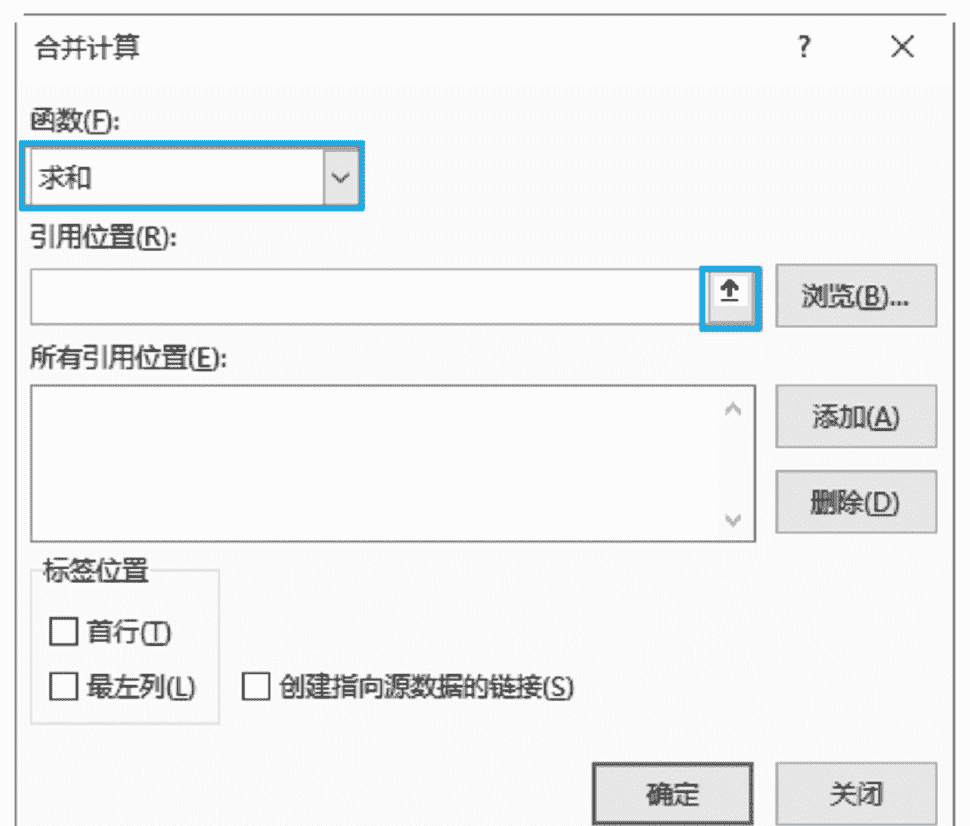 合并计算 ?
函数(F):
求和
引用位置(R):
浏览(B)...
所有引用位置(E):
添加(A)
删除(D)
标签位置
首行(T)
最左列(L) 创建指向源数据的链接(S)
确定 关闭